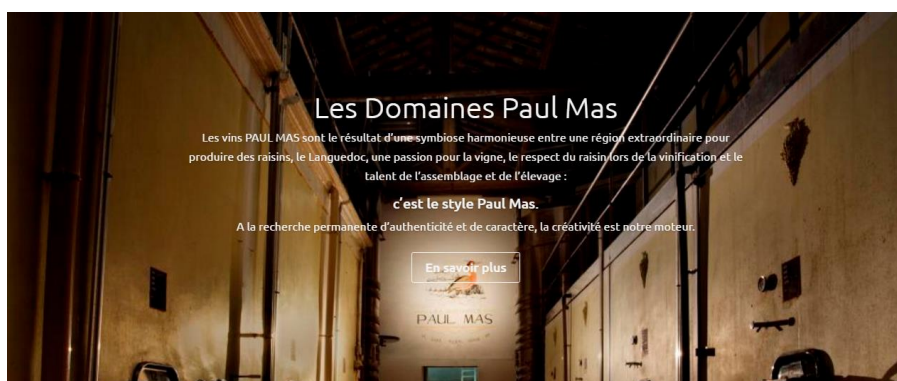 Les Domaines Paul Mas
Les vins PAUL MAS sont le résultat d'une symbiose harmonieuse entre une région extraordinaire pour
produire des raisins, le Languedoc, une passion pour la vigne, le respect du raisin lors de la vinification et le
talent de l'assemblage et de l'élevage :
c'est le style Paul Mas.
A la recherche permanente d'authenticité et de caractère, la créativité est notre moteur.
En savoir plus
PAUL MAS